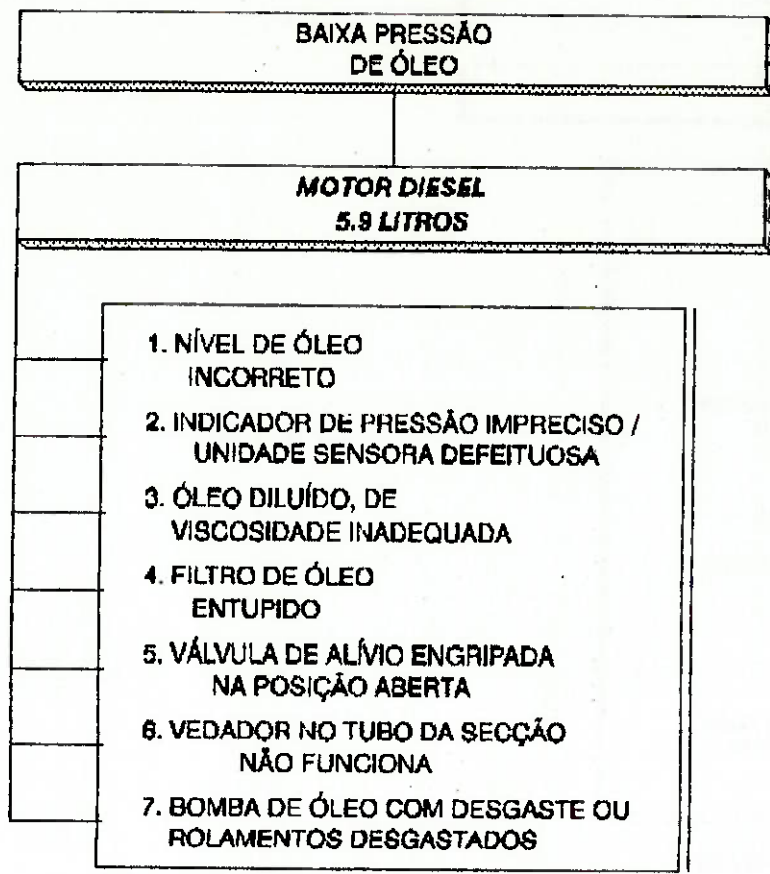 BAIXA PRESSÃO
DE ÓLEO
MOTOR DIESEL
5.9 LITROS
1. NÍVEL DE ÓLEO
INCORRETO
2. INDICADOR DE PRESSÃO IMPRECISO /
UNIDADE SENSORA DEFEITUOSA
3. ÓLEO DILUÍDO, DE
VISCOSIDADE INADEQUADA
4. FILTRO DE ÓLEO
ENTUPIDO
5. VÁLVULA DE ALÍVIO ENGRIPADA
NA POSIÇÃO ABERTA
6. VEDADOR NO TUBO DA SECÇÃO
NÃO FUNCIONA
7. BOMBA DE ÓLEO COM DESGASTE OU
ROLAMENTOS DESGASTADOS